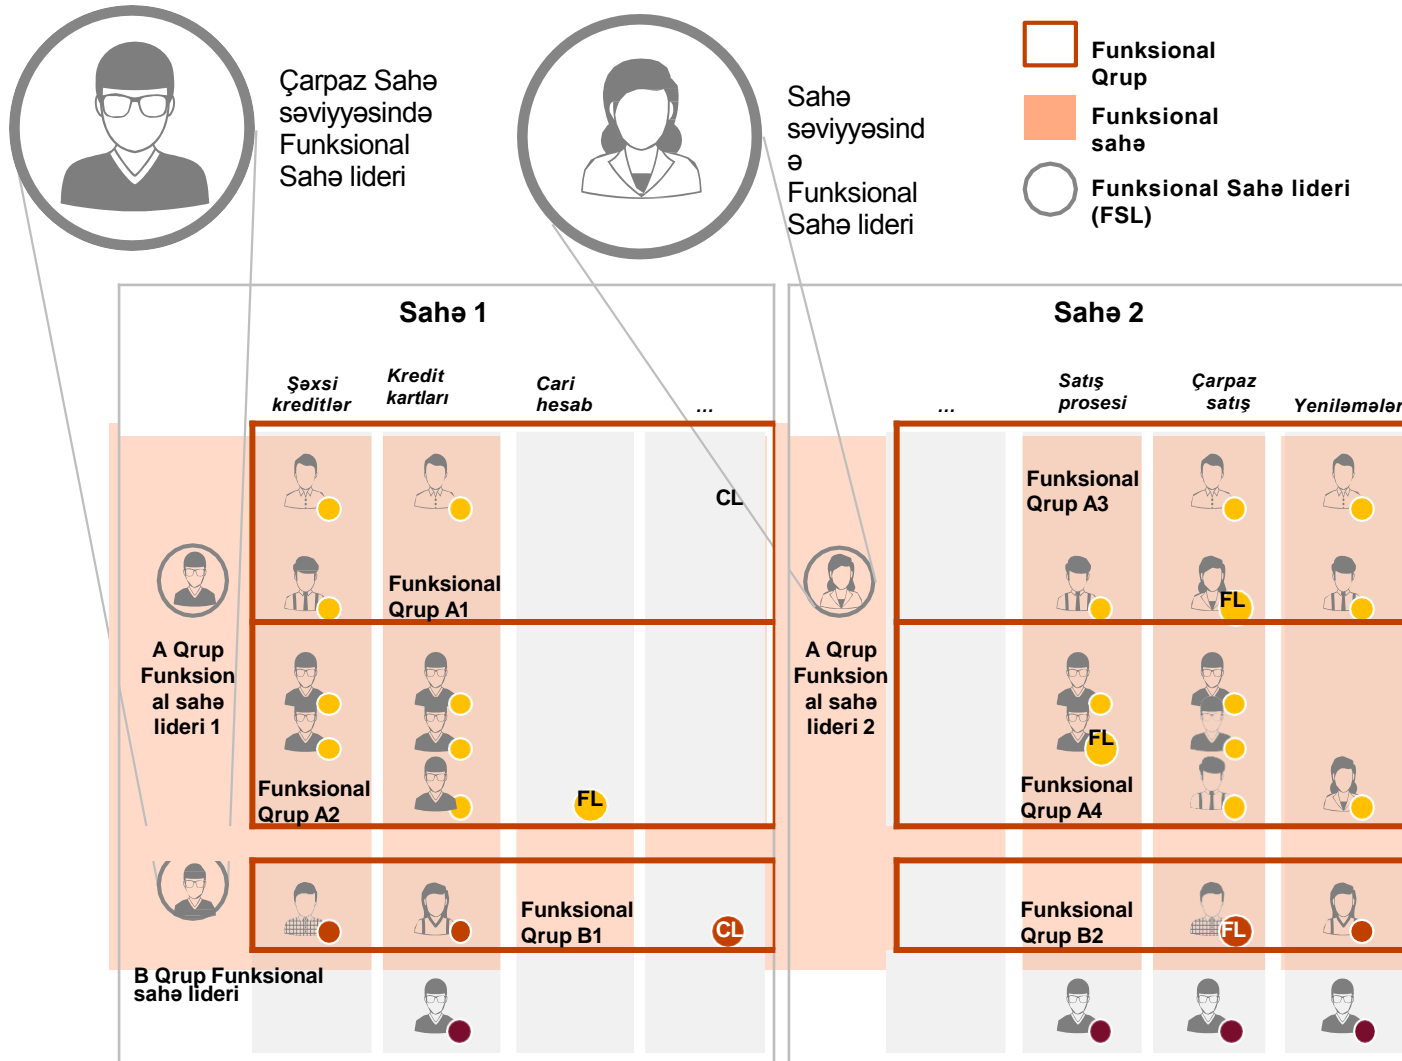 Çarpaz Sahə
səviyyəsində
Funksional
Sahə lideri
Sahə
səviyyəsind
ə
Funksional
Sahə lideri
Funksional
Qrup
Funksional
sahə
Funksional Sahə lideri
(FSL)
Sahə 1
Şəxsi
kreditlər
Kredit
kartları
Cari
hesab
...
CL
Funksional
Qrup A1
A Qrup
Funksion
al sahə
lideri 1
Funksional
Qrup A2
FL
Funksional
Qrup B1
CL
B Qrup Funksional
sahə lideri
Sahə 2
...
Satış
prosesi
Çarpaz
satış
Yeniləmələr
Funksional
Qrup A3
FL
A Qrup
Funksion
al sahə
lideri 2
FL
Funksional
Qrup A4
Funksional
Qrup B2
FL